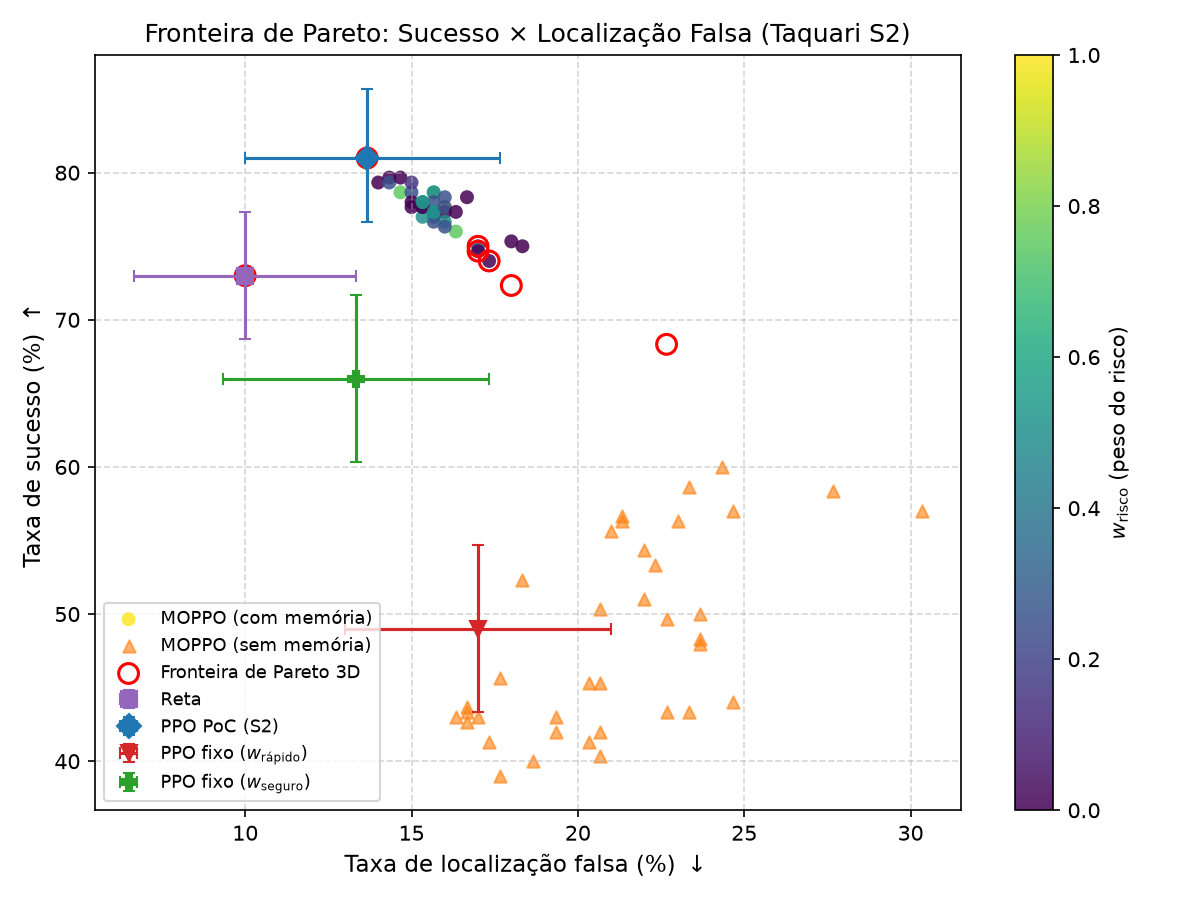 Fronteira de Pareto: Sucesso × Localização Falsa (Taquari S2)
Taxa de sucesso (%) ↑
80
70
60
50
40
10
15
20
25
30
Taxa de localização falsa (%) ↓
MOPPO (com memória)
MOPPO (sem memória)
Fronteira de Pareto 3D
Reta
PPO PoC (S2)
PPO fixo (w_rápido)
PPO fixo (w_seguro)
1.0
0.8
0.6
0.4
0.2
0.0
w_risco (peso do risco)